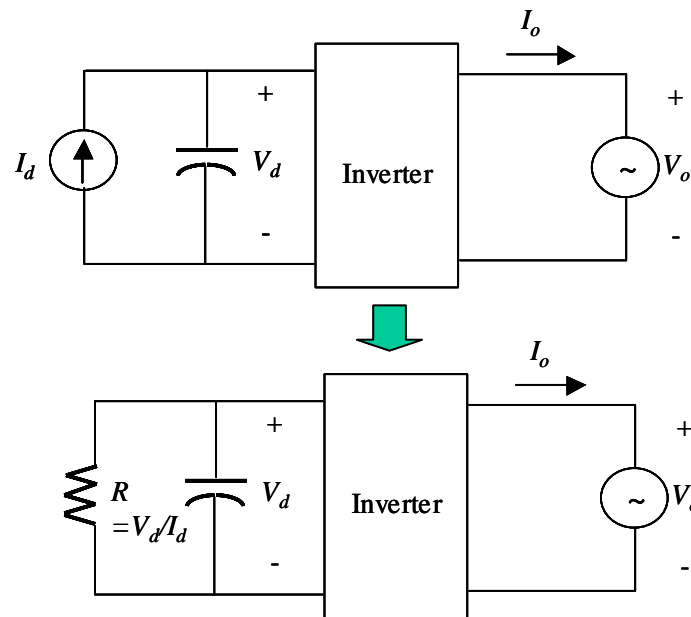 I_o
+
+
I_d
V_d
Inverter
~
V_o
-
-
I_o
+
+
R
=V_d/I_d
V_d
Inverter
~
-
-